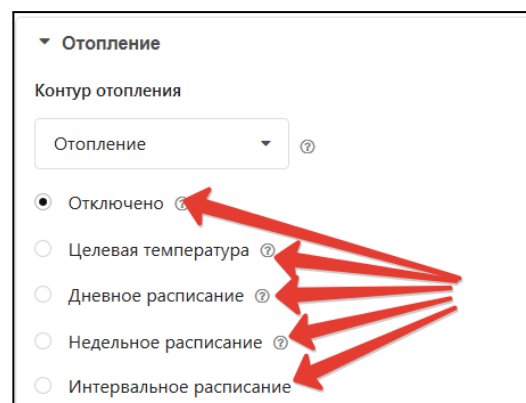 Отопление
Контур отопления
Отопление
Отключено
Целевая температура
Дневное расписание
Недельное расписание
Интервальное расписание